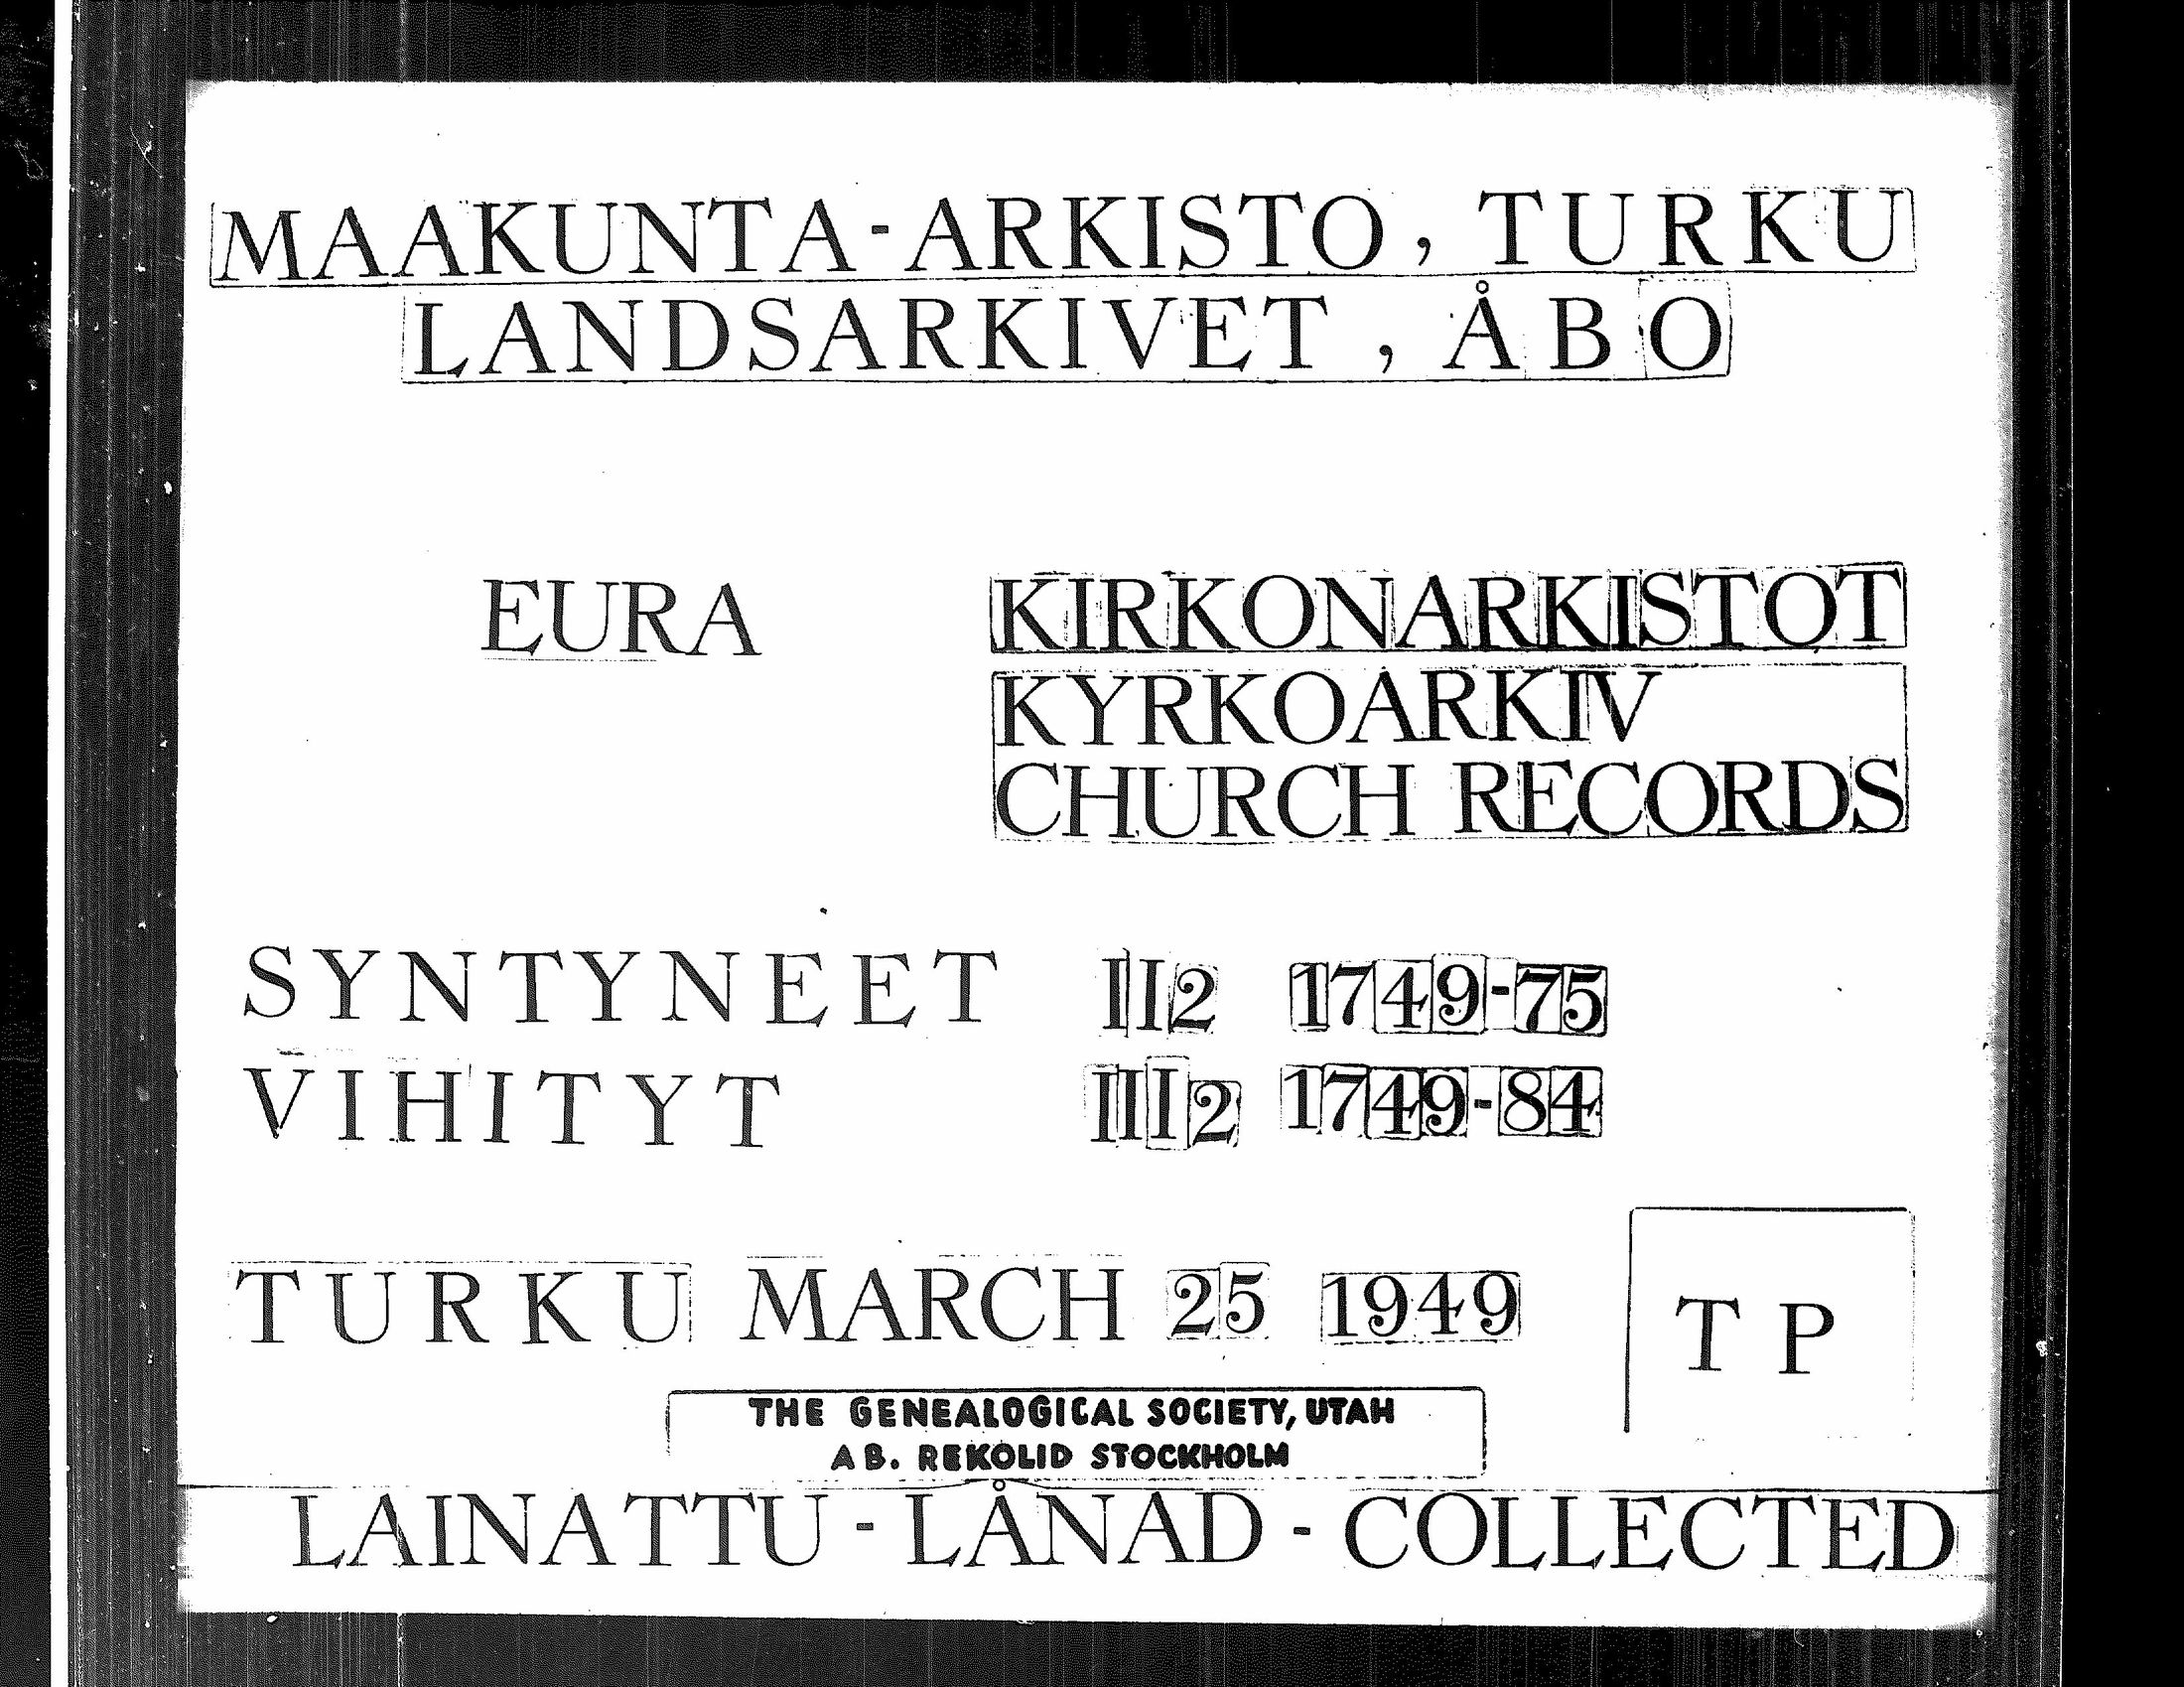 MAAKUNTA-ARKISTO, TURKU
LANDSARKIVET, ÅBO
EURA KIRKONARKISTOT
KYRKOARKIV
CHURCH RECORDS
SYNTYNEET II2 1749-75
VIHITYT III2 1749-84
TURKU MARCH 25 1949
T P
THE GENEALOGICAL SOCIETY, UTAH
AB. REKOLID STOCKHOLM
LAINATTU - LÅNAD - COLLECTED